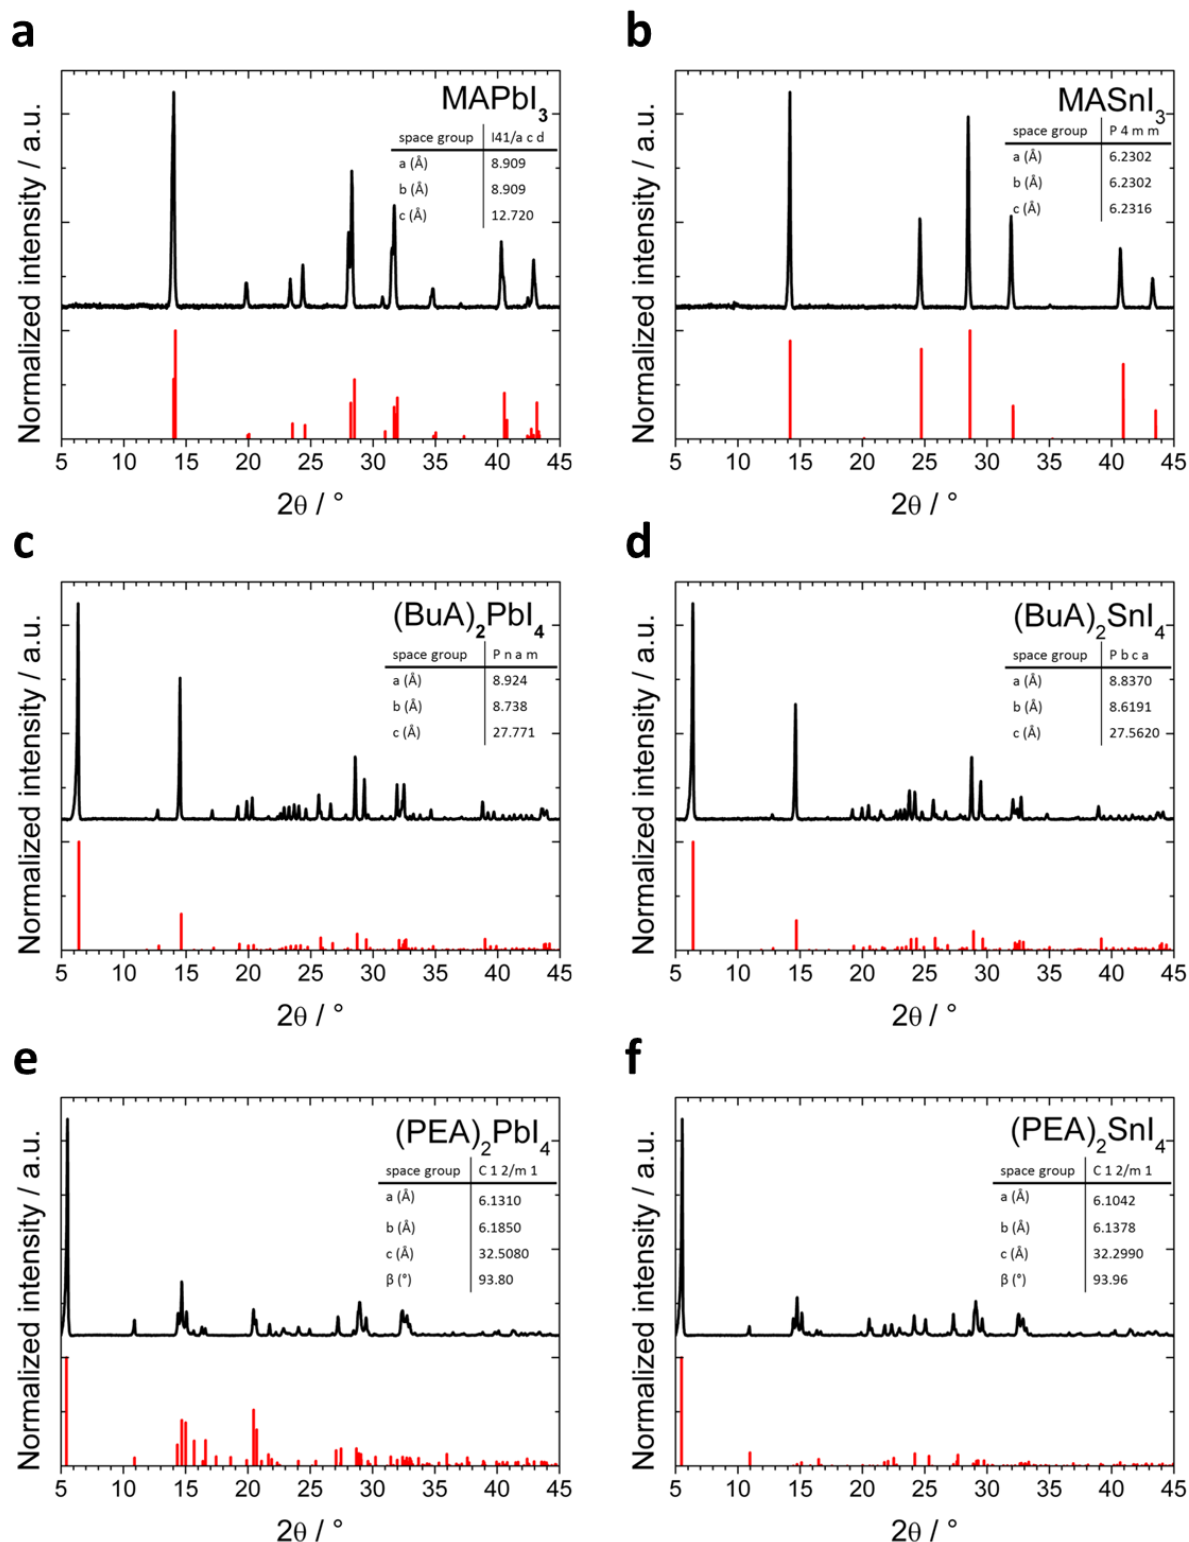 a
MAPbI3
space group I41/a c d
a (Å) 8.909
b (Å) 8.909
c (Å) 12.720
Normalized intensity / a.u.
5 10 15 20 25 30 35 40 45
2θ / °
b
MASnI3
space group P 4 m m
a (Å) 6.2302
b (Å) 6.2302
c (Å) 6.2316
Normalized intensity / a.u.
5 10 15 20 25 30 35 40 45
2θ / °
c
(BuA)2PbI4
space group P n a m
a (Å) 8.924
b (Å) 8.738
c (Å) 27.771
Normalized intensity / a.u.
5 10 15 20 25 30 35 40 45
2θ / °
d
(BuA)2SnI4
space group P b c a
a (Å) 8.8370
b (Å) 8.6191
c (Å) 27.5620
Normalized intensity / a.u.
5 10 15 20 25 30 35 40 45
2θ / °
e
(PEA)2PbI4
space group C 1 2/m 1
a (Å) 6.1310
b (Å) 6.1850
c (Å) 32.5080
β (°) 93.80
Normalized intensity / a.u.
5 10 15 20 25 30 35 40 45
2θ / °
f
(PEA)2SnI4
space group C 1 2/m 1
a (Å) 6.1042
b (Å) 6.1378
c (Å) 32.2990
β (°) 93.96
Normalized intensity / a.u.
5 10 15 20 25 30 35 40 45
2θ / °